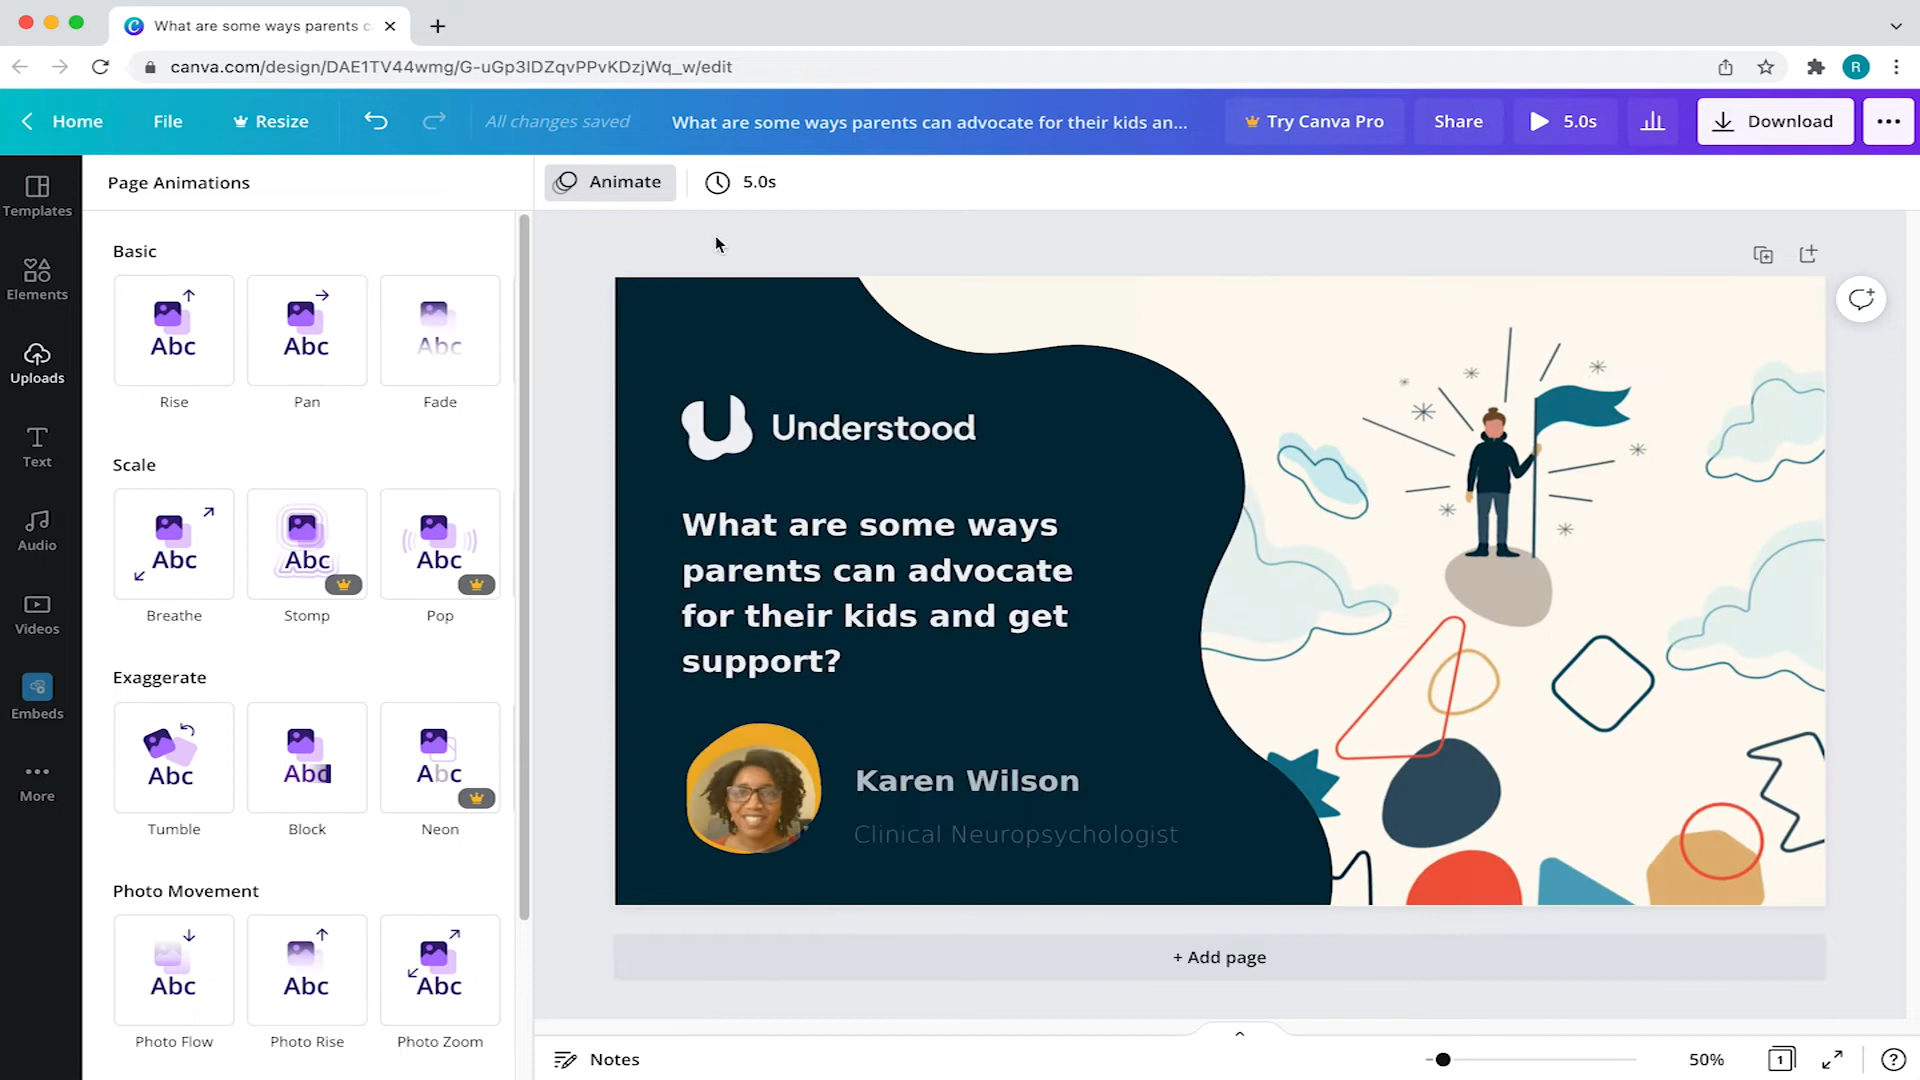 What are some ways parents c
canva.com/design/DAE1TV44wmg/G-uGp3IDZqvPPvKDzjWq_w/edit
R
Home
File
Resize
All changes saved
What are some ways parents can advocate for their kids an...
Try Canva Pro
Share
5.0s
Download
Templates
Elements
Uploads
Text
Audio
Videos
Embeds
More
Page Animations
Basic
Abc
Abc
Abc
Rise
Pan
Fade
Scale
Abc
Abc
Abc
Breathe
Stomp
Pop
Exaggerate
Abc
Abc
Abc
Tumble
Block
Neon
Photo Movement
Abc
Abc
Abc
Photo Flow
Photo Rise
Photo Zoom
Animate
5.0s
Understood
What are some ways
parents can advocate
for their kids and get
support?
Karen Wilson
Clinical Neuropsychologist
+ Add page
Notes
50%
1
?